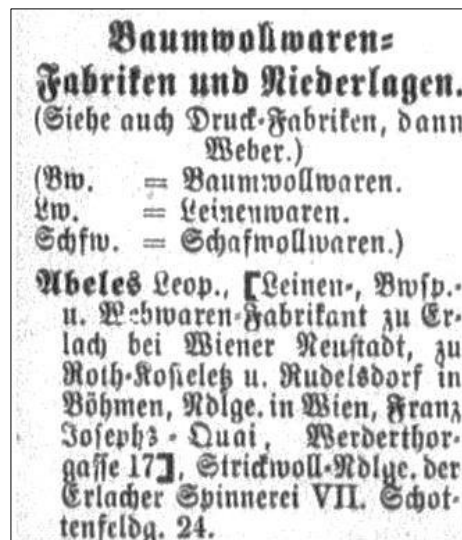 Baumwollwaren-
Fabriken und Niederlagen.
(Siehe auch Druck-Fabriken, dann
Weber.)
(Bw. = Baumwollwaren.
Lw. = Leinenwaren.
Schfw. = Schafwollwaren.)
Abeles Leop., [Leinen-, Bwsp.-
u. Webwaren-Fabrikant zu Er-
lach bei Wiener Neustadt, zu
Roth-Kosteletz u. Rudelsdorf in
Böhmen, Ndlge. in Wien, Franz
Josephs-Quai, Werderthor-
gasse 17], Strickwoll-Ndlge. der
Erlacher Spinnerei VII. Schot-
tenfeldg. 24.